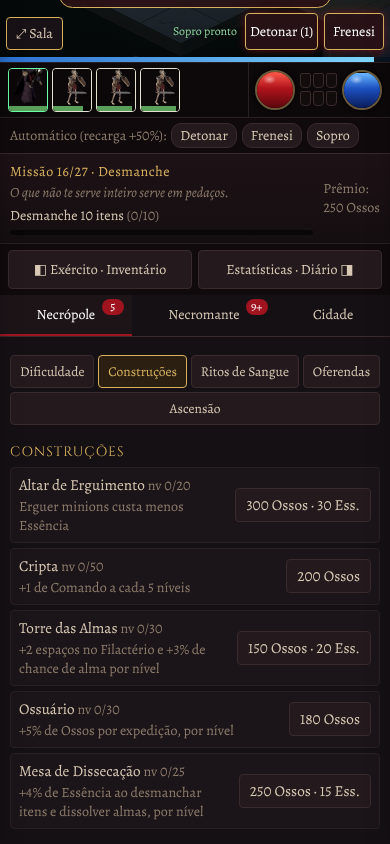 ⤢ Sala
Sopro pronto
Detonar (1)
Frenesi
Automático (recarga +50%):
Detonar
Frenesi
Sopro
Missão 16/27 · Desmanche
O que não te serve inteiro serve em pedaços.
Desmanche 10 itens (0/10)
Prêmio:
250 Ossos
◧ Exército · Inventário
Estatísticas · Diário ◨
Necrópole
5
Necromante
9+
Cidade
Dificuldade
Construções
Ritos de Sangue
Oferendas
Ascensão
CONSTRUÇÕES
Altar de Erguimento nv 0/20
Erguer minions custa menos
Essência
300 Ossos · 30 Ess.
Cripta nv 0/50
+1 de Comando a cada 5 níveis
200 Ossos
Torre das Almas nv 0/30
+2 espaços no Filactério e +3% de
chance de alma por nível
150 Ossos · 20 Ess.
Ossuário nv 0/30
+5% de Ossos por expedição, por nível
180 Ossos
Mesa de Dissecação nv 0/25
+4% de Essência ao desmanchar
itens e dissolver almas, por nível
250 Ossos · 15 Ess.